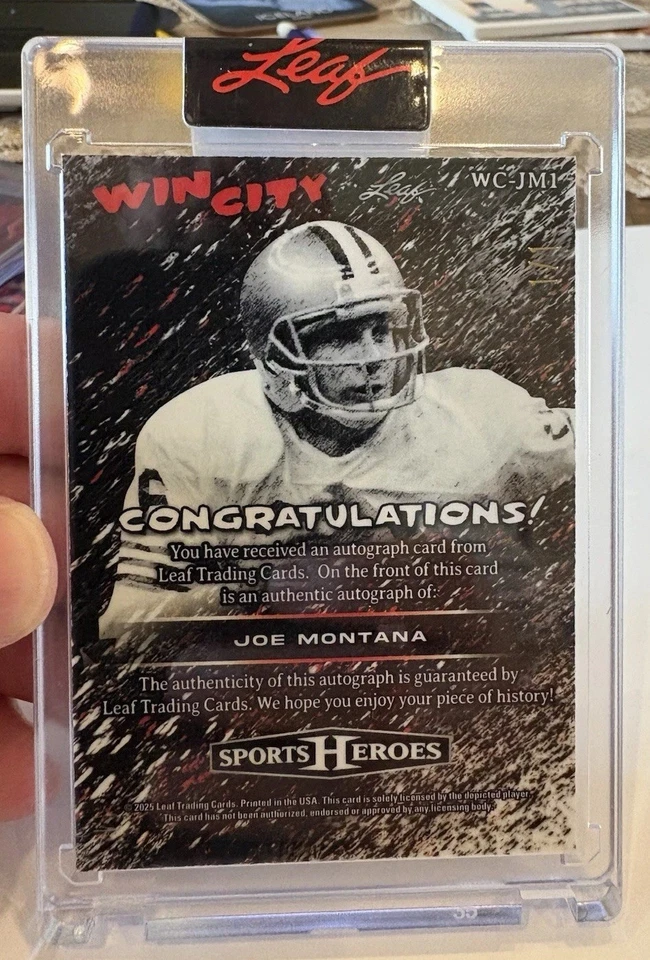 Leaf
WIN CITY
Leaf
WC-JM1
1/1
CONGRATULATIONS!
You have received an autograph card from
Leaf Trading Cards. On the front of this card
is an authentic autograph of:
JOE MONTANA
The authenticity of this autograph is guaranteed by
Leaf Trading Cards. We hope you enjoy your piece of history!
SPORTS HEROES
© 2025 Leaf Trading Cards. Printed in the USA. This card is solely licensed by the depicted player.
This card has not been authorized, endorsed or approved by any licensing body.